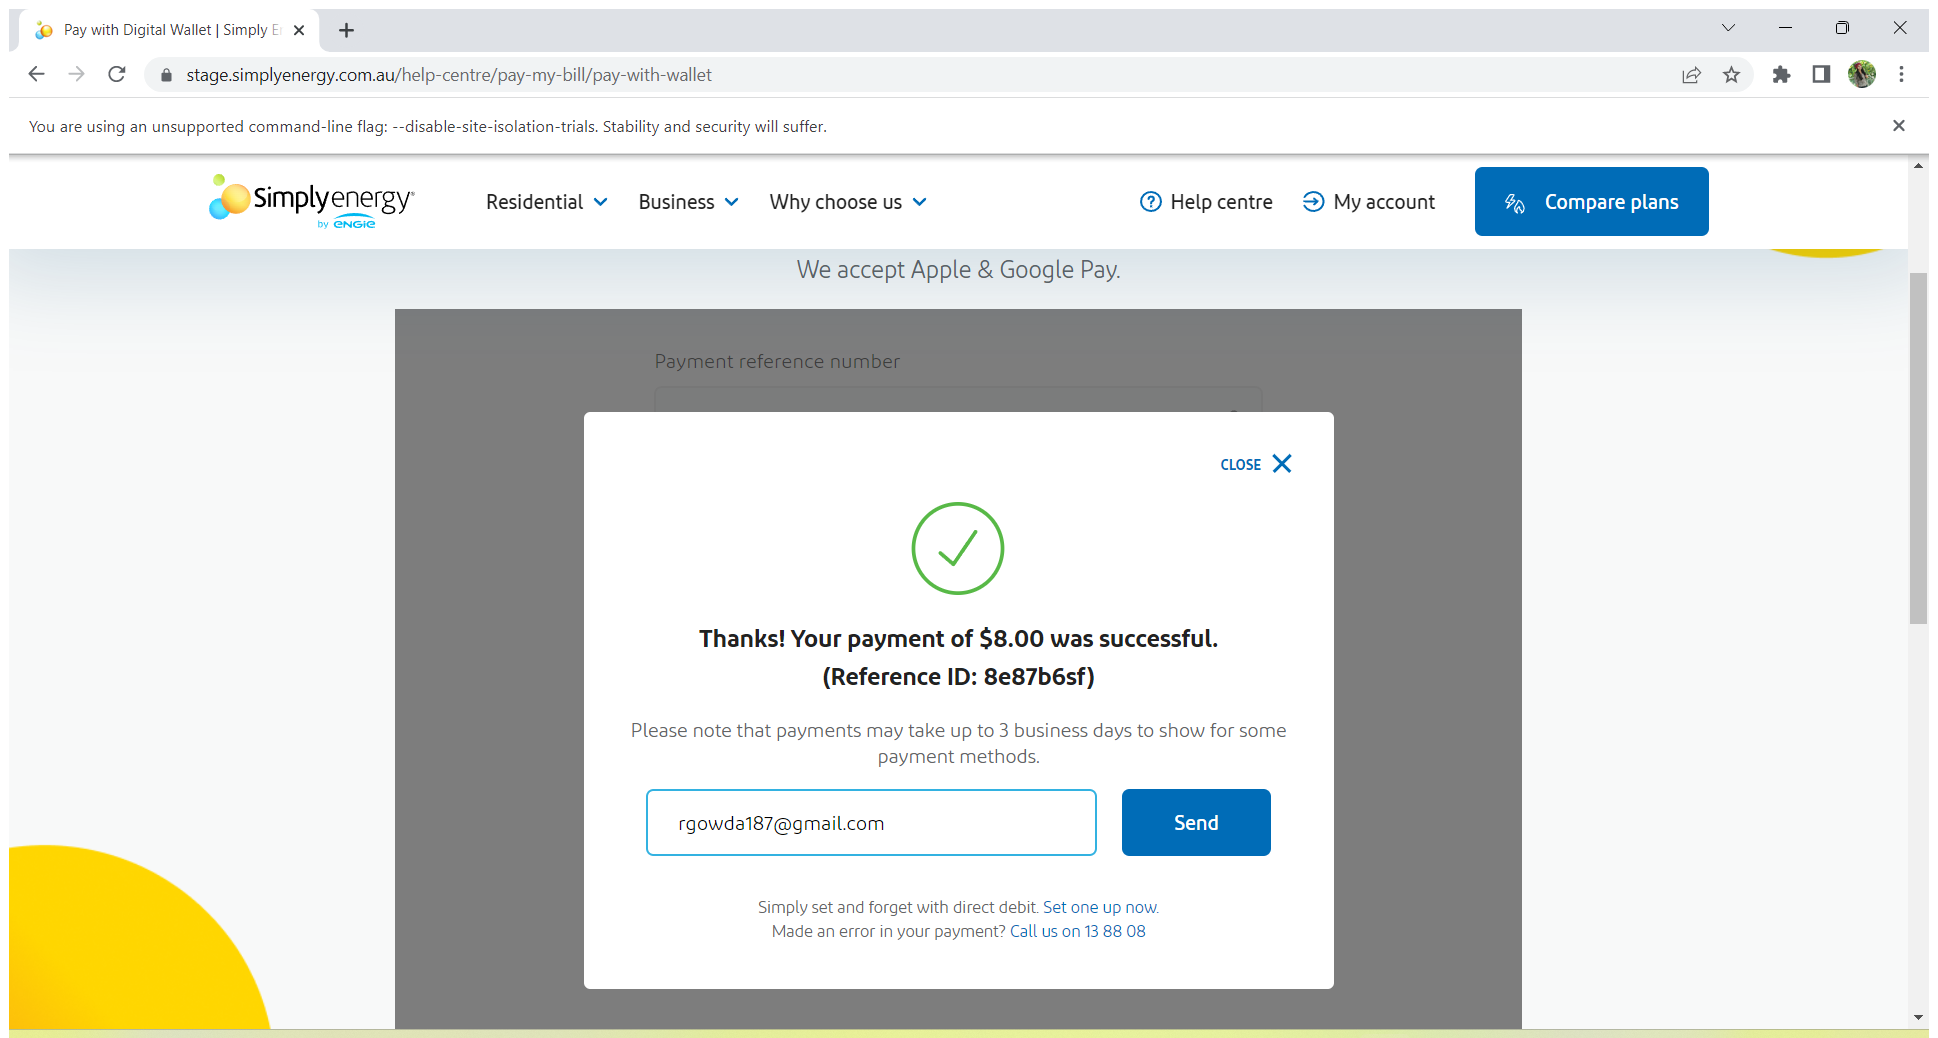 Pay with Digital Wallet | Simply E
stage.simplyenergy.com.au/help-centre/pay-my-bill/pay-with-wallet
You are using an unsupported command-line flag: --disable-site-isolation-trials. Stability and security will suffer.
Simplyenergy®
by ENGIE
Residential
Business
Why choose us
Help centre
My account
Compare plans
We accept Apple & Google Pay.
Payment reference number
CLOSE
Thanks! Your payment of $8.00 was successful.
(Reference ID: 8e87b6sf)
Please note that payments may take up to 3 business days to show for some
payment methods.
rgowda187@gmail.com
Send
Simply set and forget with direct debit. Set one up now.
Made an error in your payment? Call us on 13 88 08